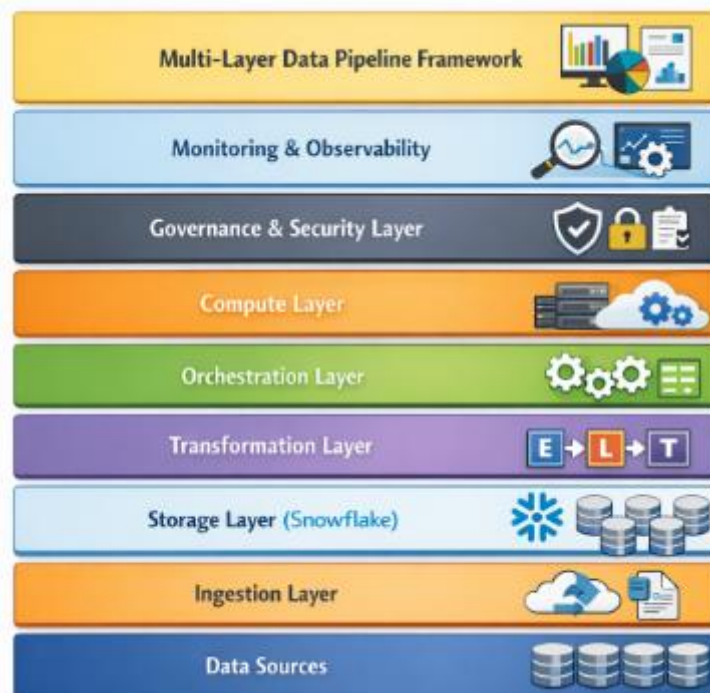 Multi-Layer Data Pipeline Framework
Monitoring & Observability
Governance & Security Layer
Compute Layer
Orchestration Layer
Transformation Layer
E L T
Storage Layer (Snowflake)
Ingestion Layer
Data Sources